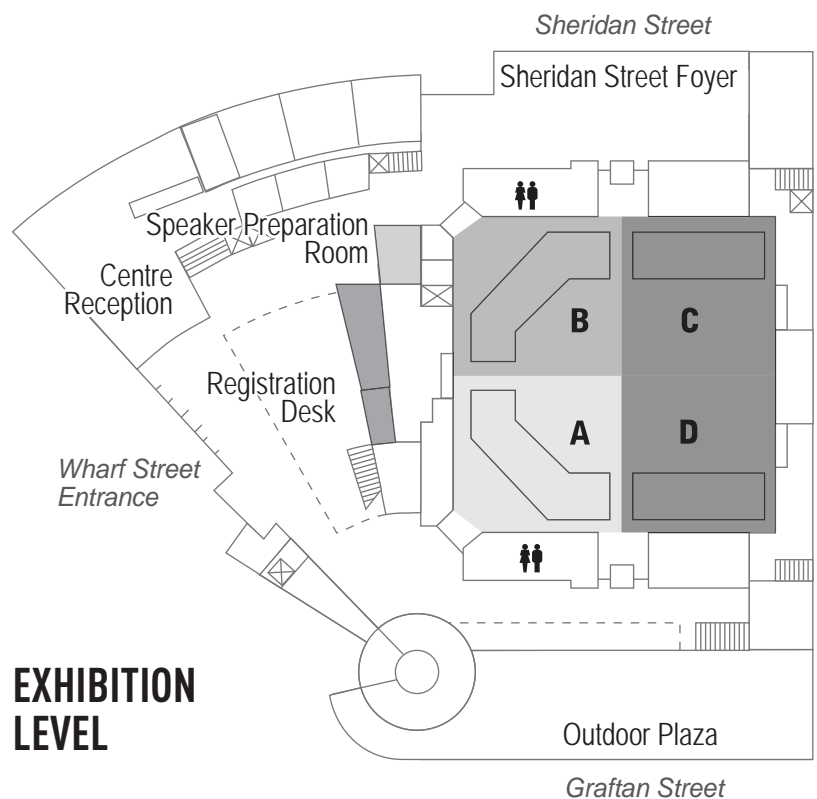 Sheridan Street
Sheridan Street Foyer
Speaker Preparation
Room
Centre
Reception
B
C
Registration
Desk
A
D
Wharf Street
Entrance
EXHIBITION
LEVEL
Outdoor Plaza
Graftan Street